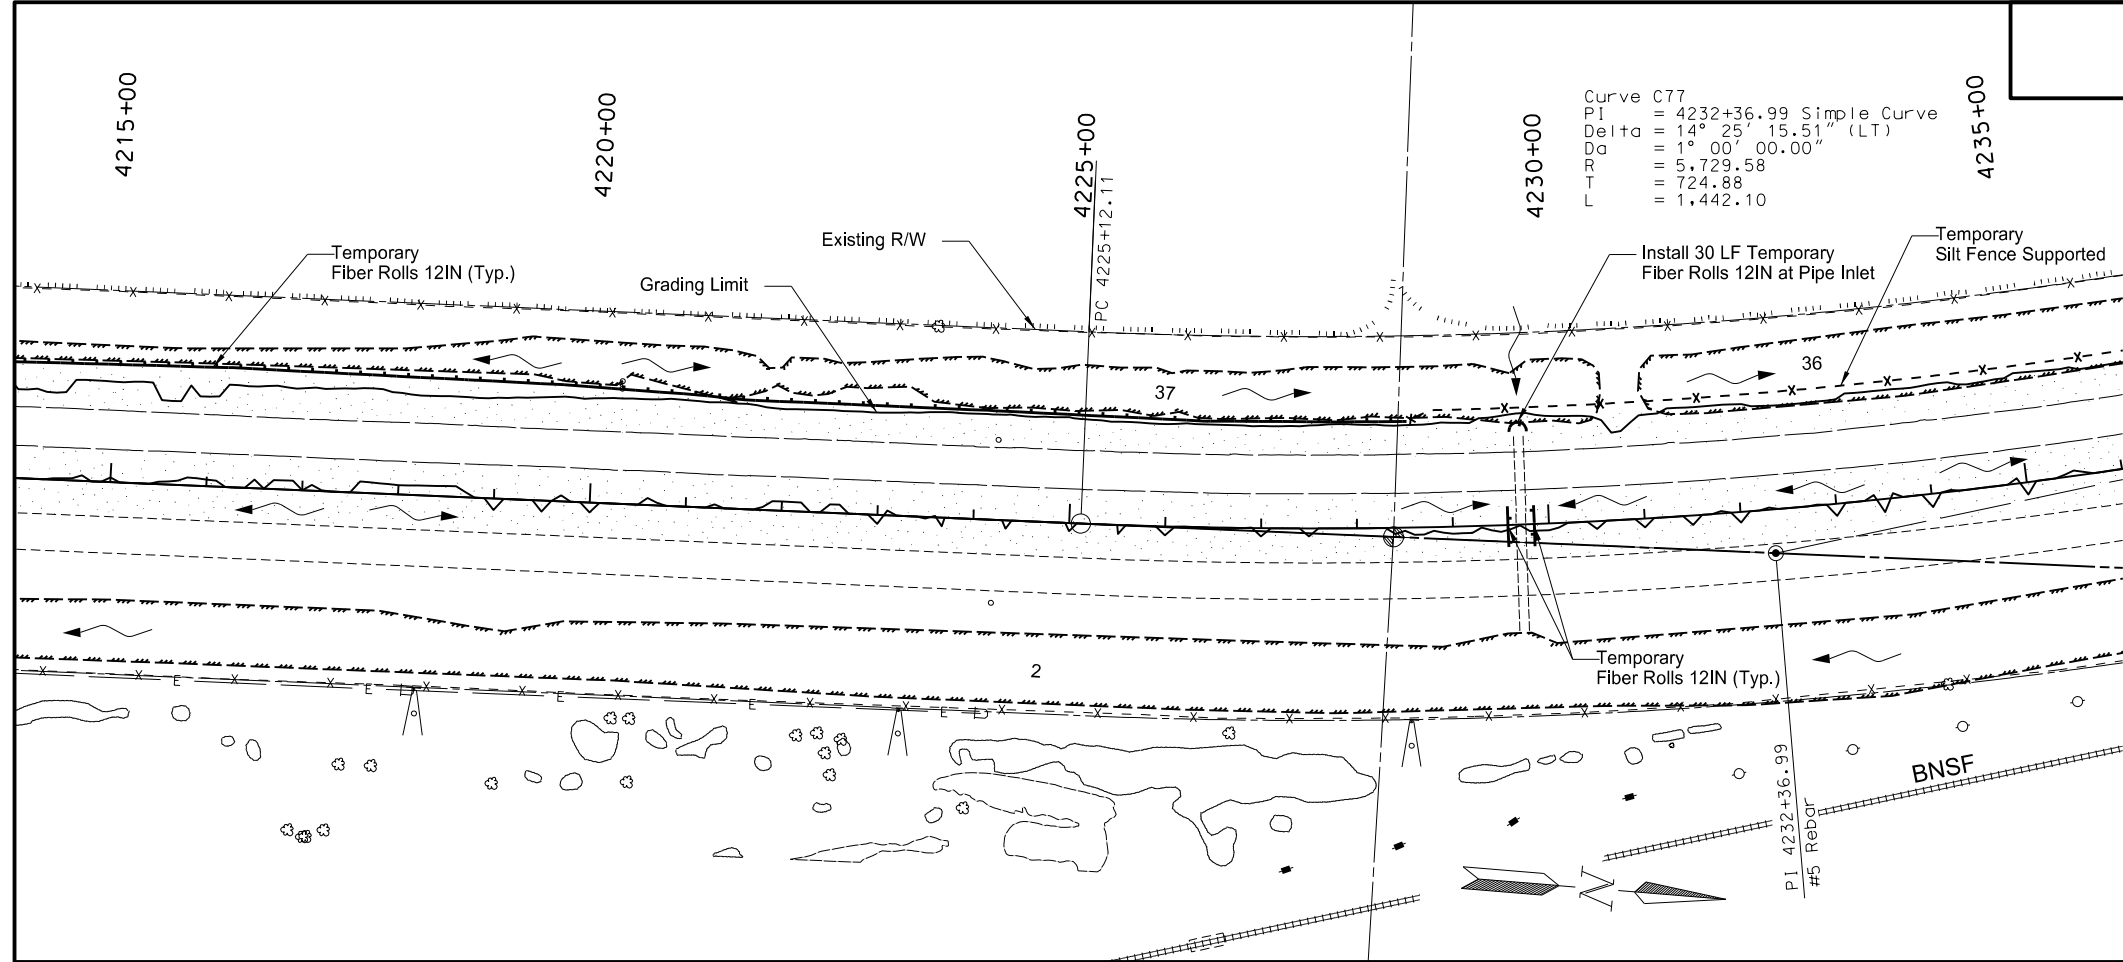 4215+00
4220+00
4225+00
PC 4225+12.11
4230+00
4235+00
Curve C77
PI = 4232+36.99 Simple Curve
Delta = 14° 25' 15.51" (LT)
Da = 1° 00' 00.00"
R = 5,729.58
T = 724.88
L = 1,442.10
Temporary
Fiber Rolls 12IN (Typ.)
Grading Limit
Existing R/W
Install 30 LF Temporary
Fiber Rolls 12IN at Pipe Inlet
Temporary
Silt Fence Supported
37
36
2
Temporary
Fiber Rolls 12IN (Typ.)
E
E
E
E
E
BNSF
PI 4232+36.99
#5 Rebar
N